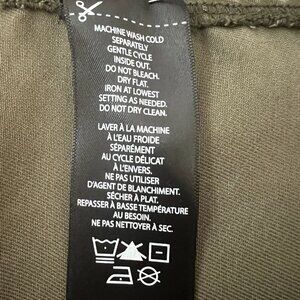 MACHINE WASH COLD
SEPARATELY
GENTLE CYCLE
INSIDE OUT.
DO NOT BLEACH.
DRY FLAT.
IRON AT LOWEST
SETTING AS NEEDED.
DO NOT DRY CLEAN.
LAVER À LA MACHINE
À L'EAU FROIDE
SÉPARÉMENT
AU CYCLE DÉLICAT
À L'ENVERS.
NE PAS UTILISER
D'AGENT DE BLANCHIMENT.
SÉCHER À PLAT.
REPASSER À BASSE TEMPÉRATURE
AU BESOIN.
NE PAS NETTOYER À SEC.